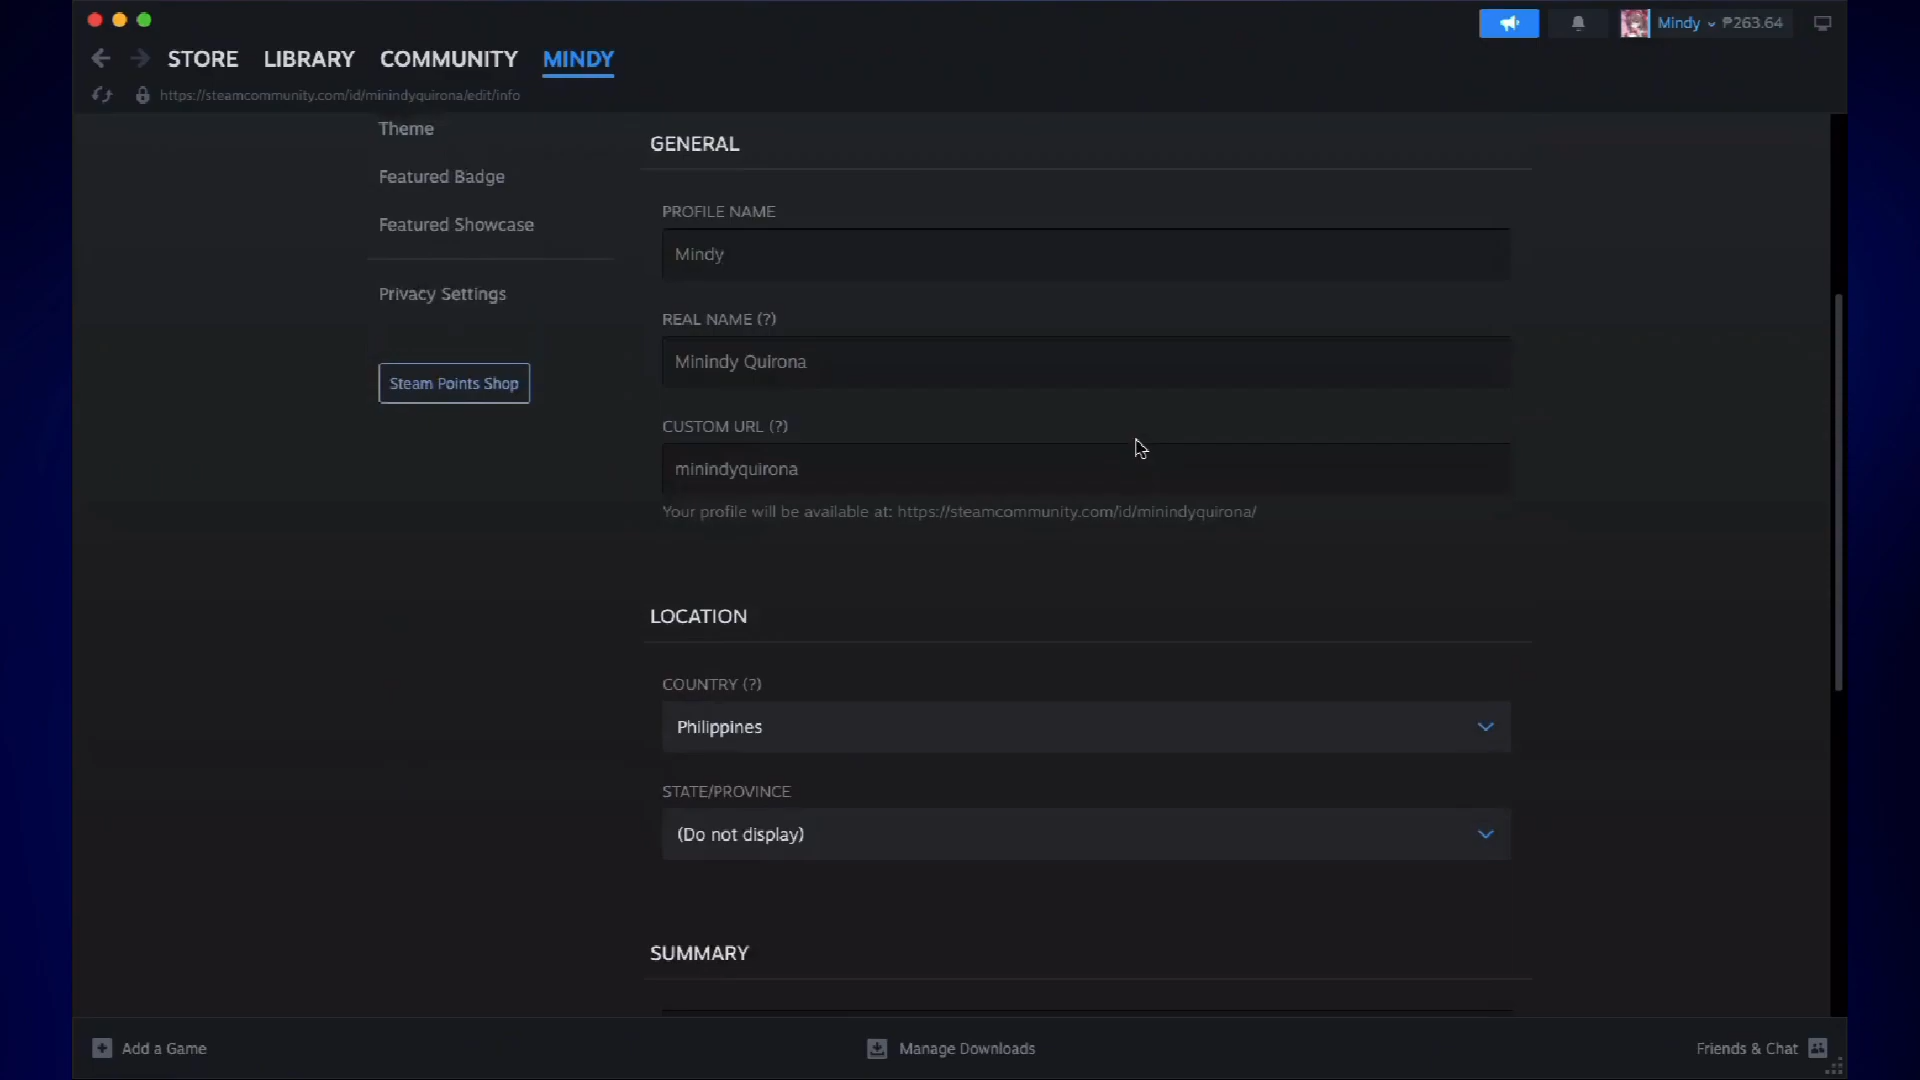 Mindy ₱263.64
STORE LIBRARY COMMUNITY MINDY
https://steamcommunity.com/id/minindyquirona/edit/info
Theme
Featured Badge
Featured Showcase
Privacy Settings
Steam Points Shop
GENERAL
PROFILE NAME
Mindy
REAL NAME (?)
Minindy Quirona
CUSTOM URL (?)
minindyquirona
Your profile will be available at: https://steamcommunity.com/id/minindyquirona/
LOCATION
COUNTRY (?)
Philippines
STATE/PROVINCE
(Do not display)
SUMMARY
Add a Game
Manage Downloads
Friends & Chat